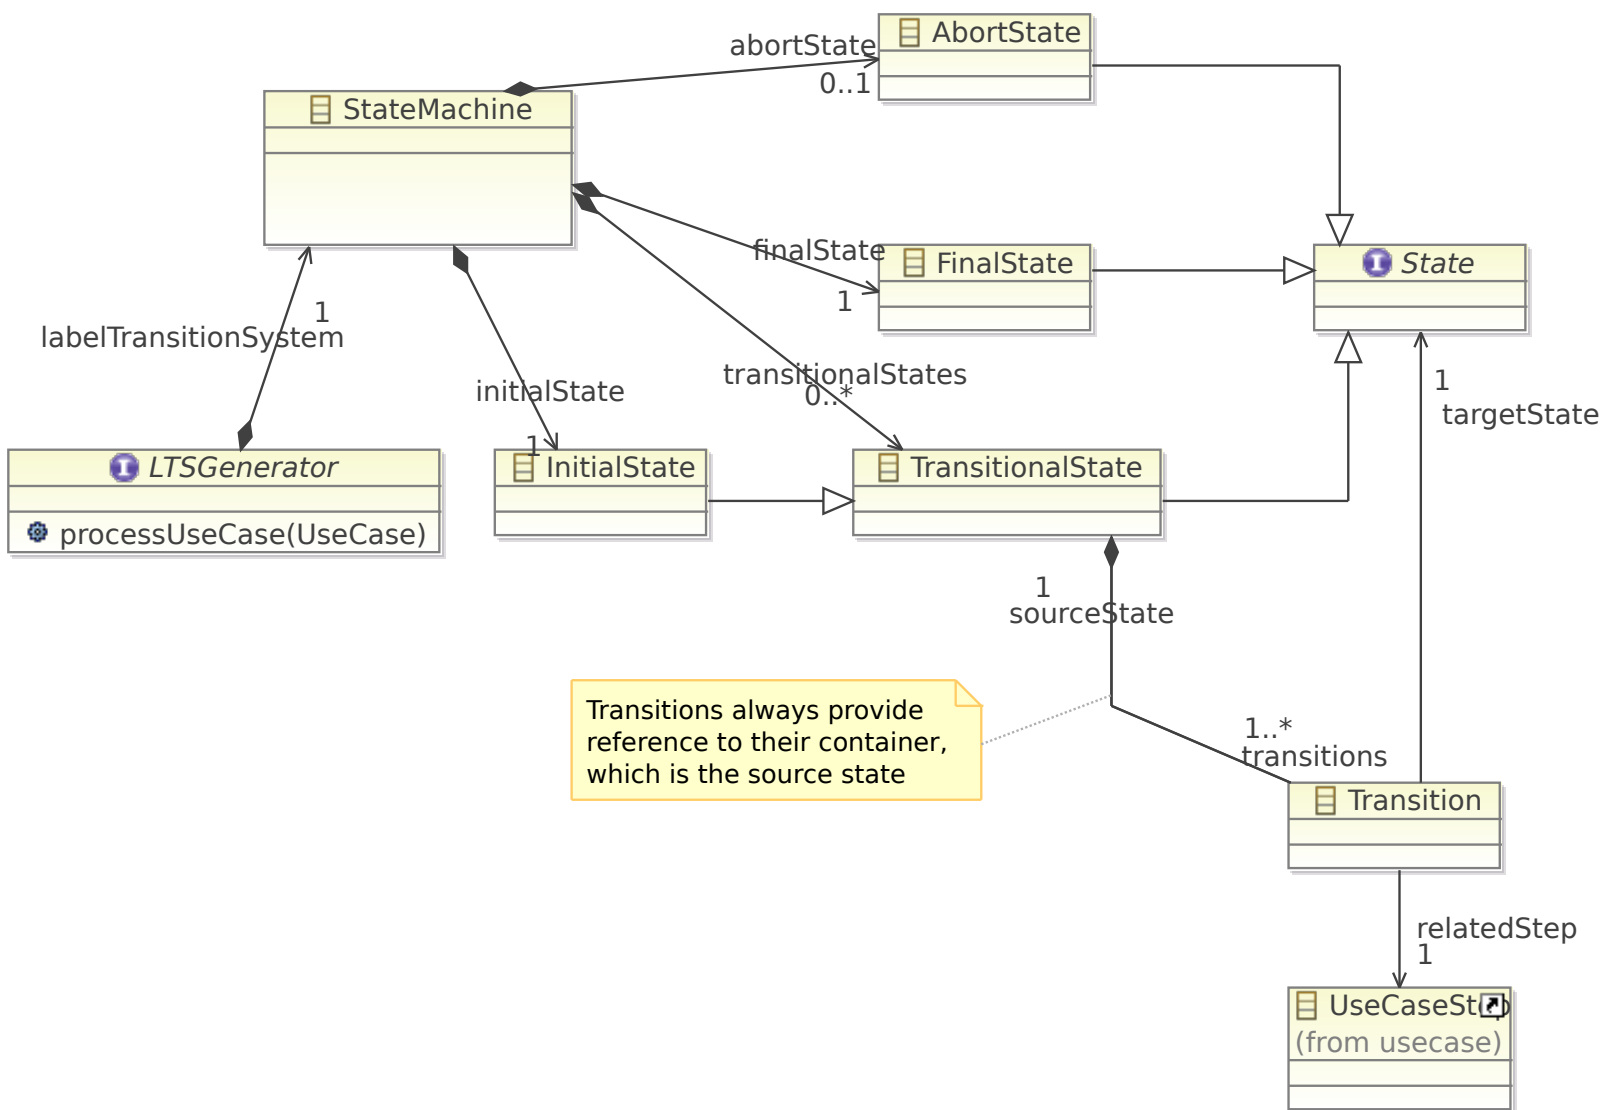 abortState
AbortState
0..1
StateMachine
finalState
FinalState
State
1
1
labelTransitionSystem
transitionalStates
0..*
1
targetState
initialState
1
LTSGenerator
InitialState
TransitionalState
processUseCase(UseCase)
1
sourceState
Transitions always provide
reference to their container,
which is the source state
1..*
transitions
Transition
relatedStep
1
UseCaseStep
(from usecase)